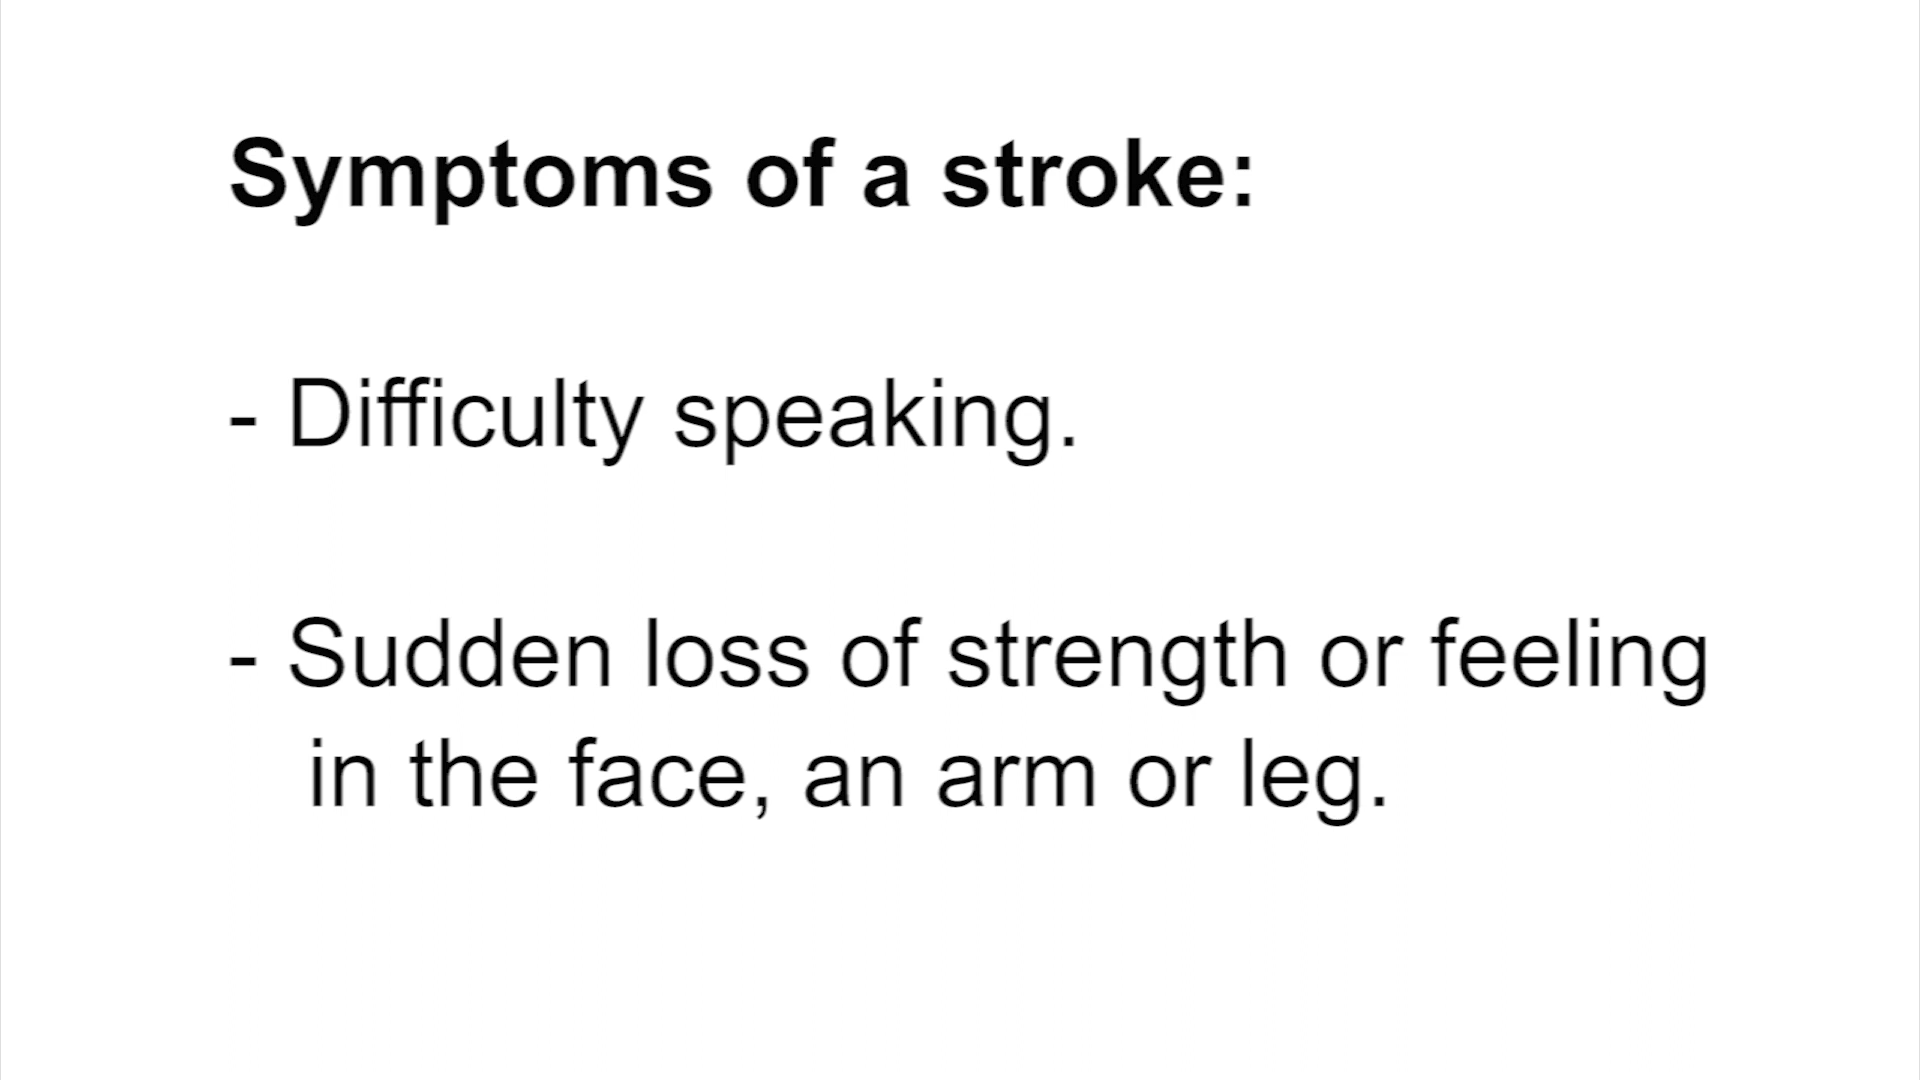 Symptoms of a stroke:
- Difficulty speaking.
- Sudden loss of strength or feeling
in the face, an arm or leg.